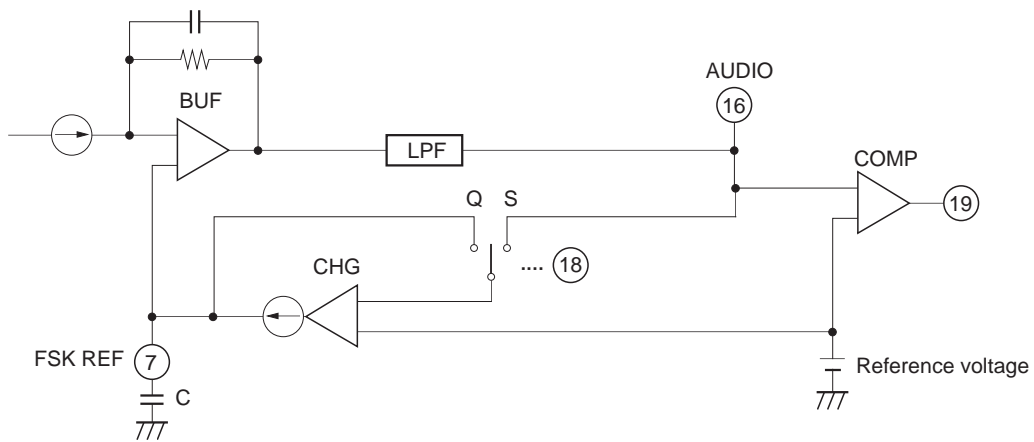 BUF
AUDIO
16
LPF
COMP
19
Q S
.... 18
CHG
FSK REF 7
C
Reference voltage